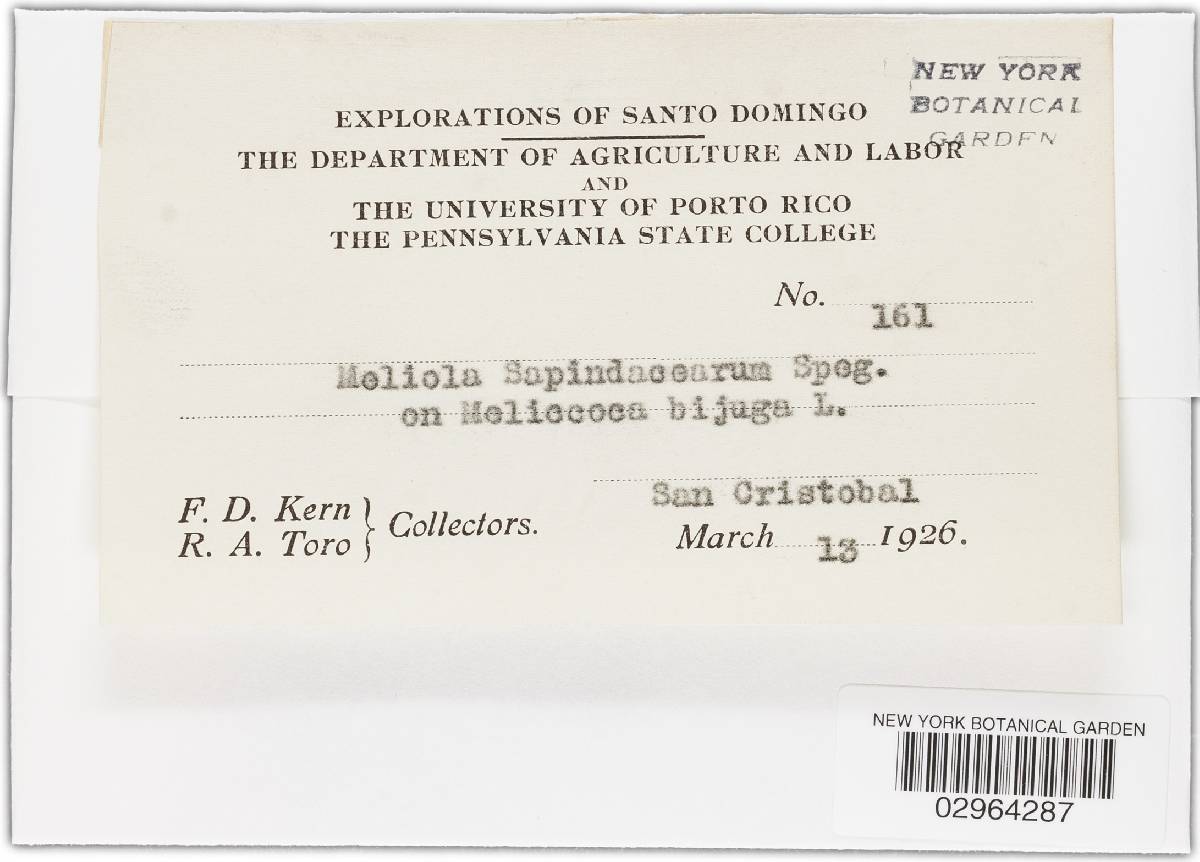 NEW YORK
BOTANICAL
GARDEN
EXPLORATIONS OF SANTO DOMINGO
THE DEPARTMENT OF AGRICULTURE AND LABOR
AND
THE UNIVERSITY OF PORTO RICO
THE PENNSYLVANIA STATE COLLEGE
No. 161
Meliola Sapindacearum Speg.
on Meliccoca bijuga L.
San Cristobal
F. D. Kern
R. A. Toro } Collectors.
March 13 1926.
NEW YORK BOTANICAL GARDEN
02964287